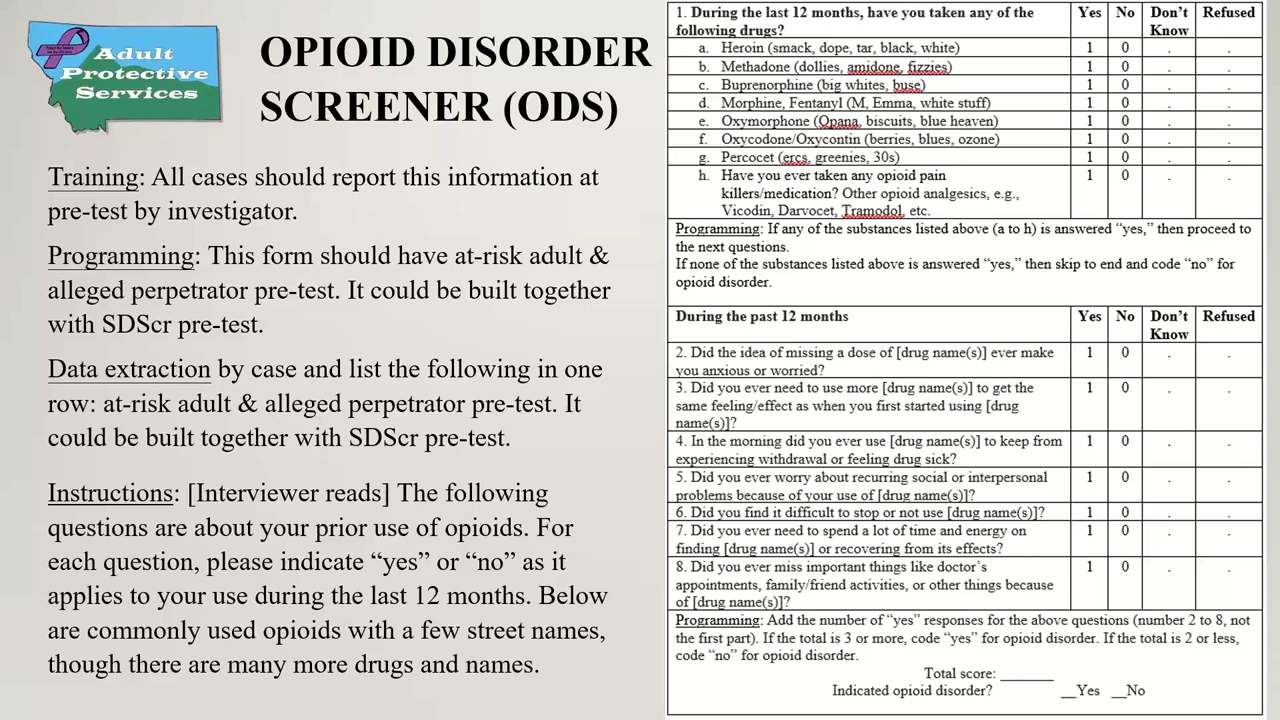 Adult
Protective
Services
OPIOID DISORDER
SCREENER (ODS)
Training: All cases should report this information at
pre-test by investigator.
Programming: This form should have at-risk adult &
alleged perpetrator pre-test. It could be built together
with SDScr pre-test.
Data extraction by case and list the following in one
row: at-risk adult & alleged perpetrator pre-test. It
could be built together with SDScr pre-test.
Instructions: [Interviewer reads] The following
questions are about your prior use of opioids. For
each question, please indicate “yes” or “no” as it
applies to your use during the last 12 months. Below
are commonly used opioids with a few street names,
though there are many more drugs and names.
1. During the last 12 months, have you taken any of the Yes No Don’t Refused
following drugs? Know
a. Heroin (smack, dope, tar, black, white) 1 0 . .
b. Methadone (dollies, amidone, fizzies) 1 0 . .
c. Buprenorphine (big whites, buse) 1 0 . .
d. Morphine, Fentanyl (M, Emma, white stuff) 1 0 . .
e. Oxymorphone (Opana, biscuits, blue heaven) 1 0 . .
f. Oxycodone/Oxycontin (berries, blues, ozone) 1 0 . .
g. Percocet (ercs, greenies, 30s) 1 0 . .
h. Have you ever taken any opioid pain 1 0 . .
killers/medication? Other opioid analgesics, e.g.,
Vicodin, Darvocet, Tramodol, etc.
Programming: If any of the substances listed above (a to h) is answered “yes,” then proceed to
the next questions.
If none of the substances listed above is answered “yes,” then skip to end and code “no” for
opioid disorder.
During the past 12 months Yes No Don’t Refused
Know
2. Did the idea of missing a dose of [drug name(s)] ever make 1 0 . .
you anxious or worried?
3. Did you ever need to use more [drug name(s)] to get the 1 0 . .
same feeling/effect as when you first started using [drug
name(s)]?
4. In the morning did you ever use [drug name(s)] to keep from 1 0 . .
experiencing withdrawal or feeling drug sick?
5. Did you ever worry about recurring social or interpersonal 1 0 . .
problems because of your use of [drug name(s)]?
6. Did you find it difficult to stop or not use [drug name(s)]? 1 0 . .
7. Did you ever need to spend a lot of time and energy on 1 0 . .
finding [drug name(s)] or recovering from its effects?
8. Did you ever miss important things like doctor’s 1 0 . .
appointments, family/friend activities, or other things because
of [drug name(s)]?
Programming: Add the number of “yes” responses for the above questions (number 2 to 8, not
the first part). If the total is 3 or more, code “yes” for opioid disorder. If the total is 2 or less,
code “no” for opioid disorder.
Total score: ______
Indicated opioid disorder? __Yes __No